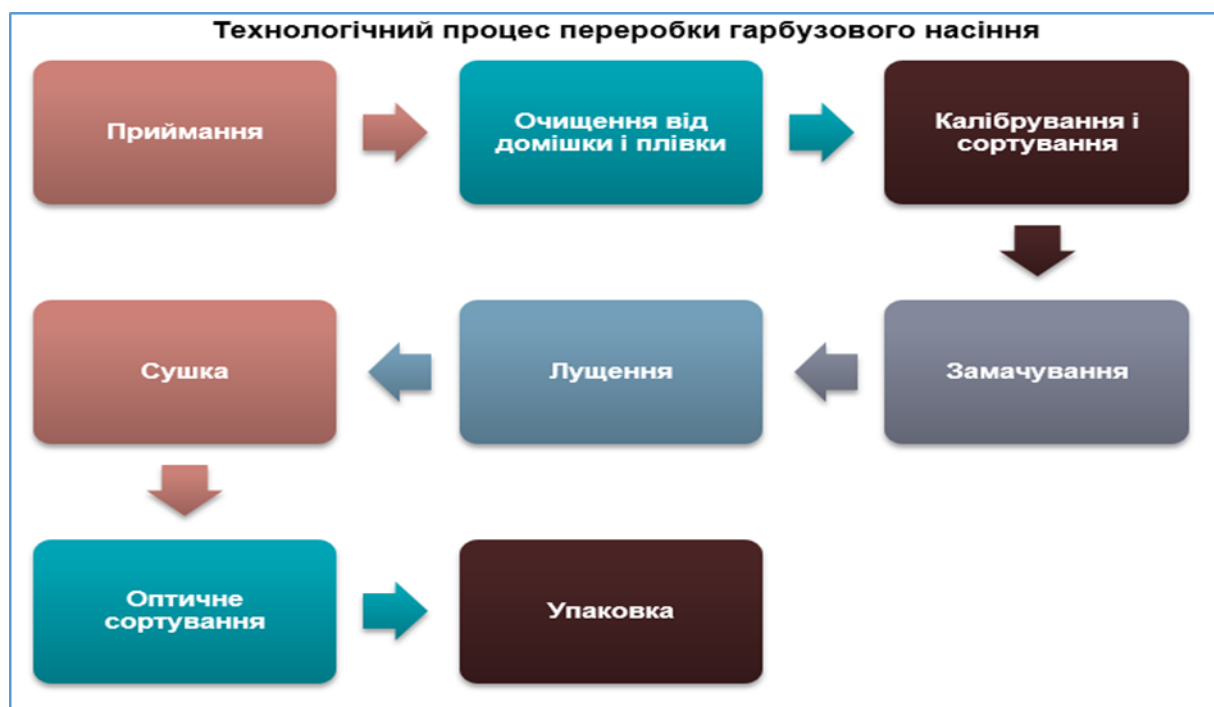 Технологічний процес переробки гарбузового насіння
Приймання
Очищення від
домішки і плівки
Калібрування і
сортування
Замачування
Лущення
Сушка
Оптичне
сортування
Упаковка